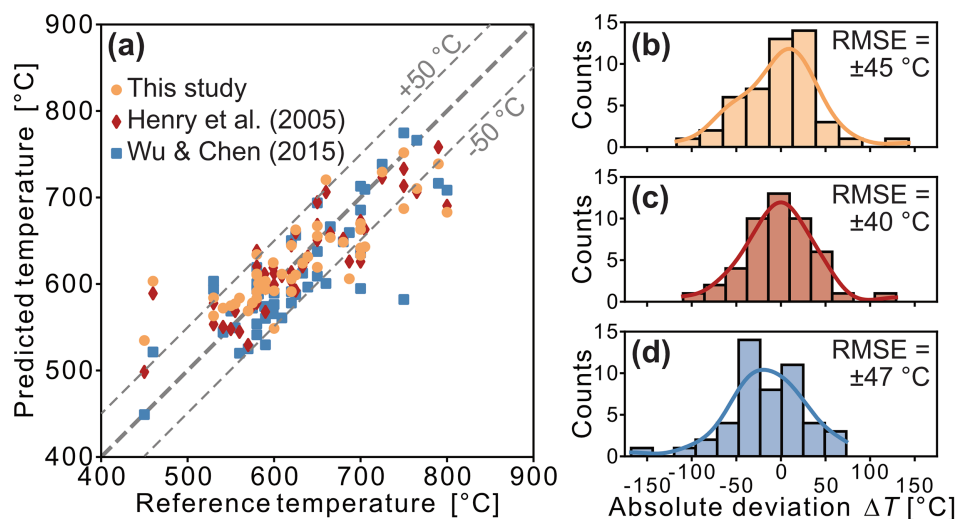 (a)
This study
Henry et al. (2005)
Wu & Chen (2015)
+50 °C
-50 °C
Predicted temperature [°C]
900
800
700
600
500
400
400 500 600 700 800 900
Reference temperature [°C]
(b)
RMSE =
±45 °C
Counts
15
10
5
0
(c)
RMSE =
±40 °C
Counts
15
10
5
0
(d)
RMSE =
±47 °C
Counts
15
10
5
0
-150 -100 -50 0 50 100 150
Absolute deviation ΔT [°C]